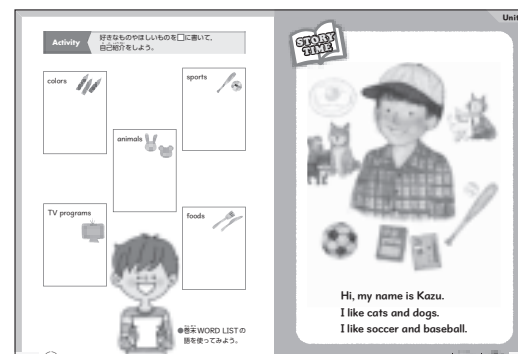 Activity
好きなものやほしいものを□に書いて,
自己紹介をしよう。
colors
sports
animals
TV programs
foods
●巻末WORD LISTの
語を使ってみよう。
Unit
STORY
TIME!
Hi, my name is Kazu.
I like cats and dogs.
I like soccer and baseball.